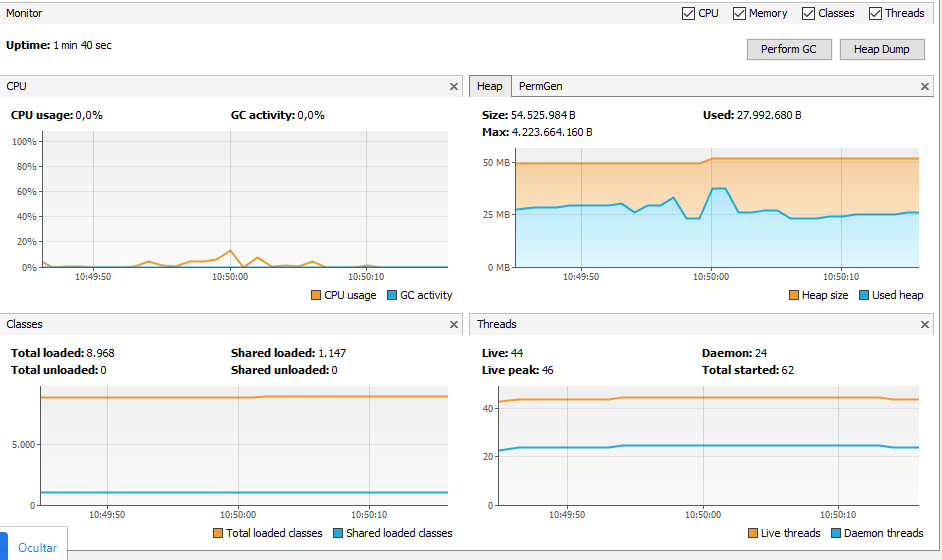 Monitor
CPU Memory Classes Threads
Uptime: 1 min 40 sec
Perform GC Heap Dump
CPU
CPU usage: 0,0% GC activity: 0,0%
100%
80%
60%
40%
20%
0%
10:49:50 10:50:00 10:50:10
CPU usage GC activity
Heap PermGen
Size: 54.525.984 B Used: 27.992.680 B
Max: 4.223.664.160 B
50 MB
25 MB
0 MB
10:49:50 10:50:00 10:50:10
Heap size Used heap
Classes
Total loaded: 8.968 Shared loaded: 1.147
Total unloaded: 0 Shared unloaded: 0
5.000
0
10:49:50 10:50:00 10:50:10
Total loaded classes Shared loaded classes
Threads
Live: 44 Daemon: 24
Live peak: 46 Total started: 62
40
20
0
10:49:50 10:50:00 10:50:10
Live threads Daemon threads
Ocultar